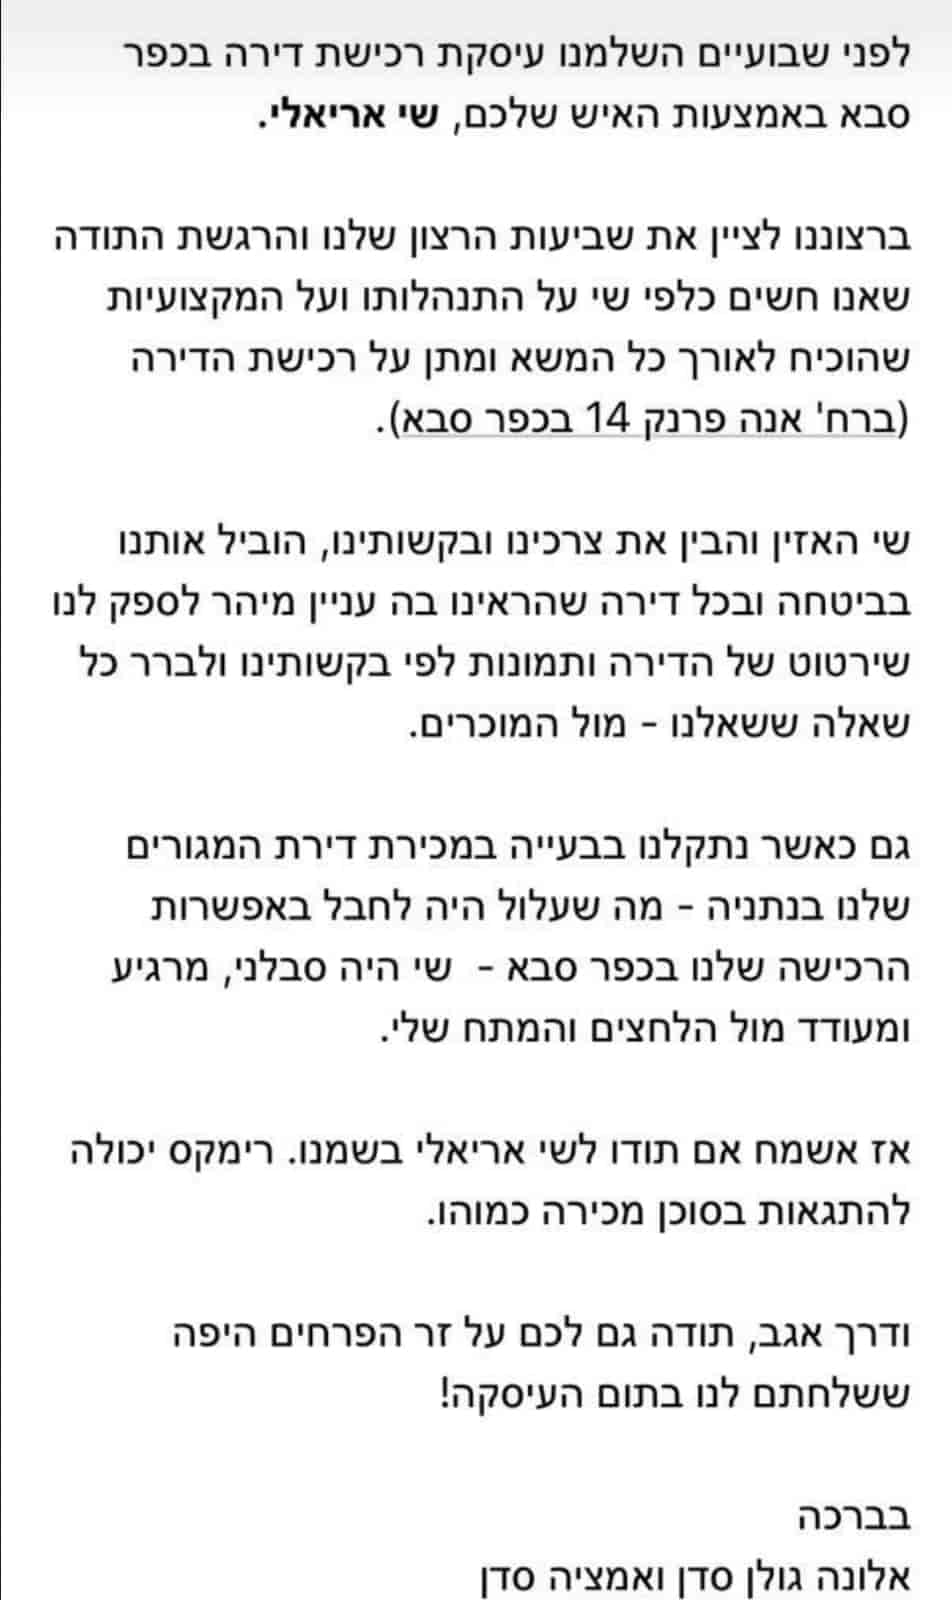 לפני שבועיים השלמנו עיסקת רכישת דירה בכפר
סבא באמצעות האיש שלכם, שי אריאלי.
ברצוננו לציין את שביעות הרצון שלנו והרגשת התודה
שאנו חשים כלפי שי על התנהלותו ועל המקצועיות
שהוכיח לאורך כל המשא ומתן על רכישת הדירה
(ברח' אנה פרנק 14 בכפר סבא).
שי האזין והבין את צרכינו ובקשותינו, הוביל אותנו
בביטחה ובכל דירה שהראינו בה עניין מיהר לספק לנו
שירטוט של הדירה ותמונות לפי בקשותינו ולברר כל
שאלה ששאלנו - מול המוכרים.
גם כאשר נתקלנו בבעייה במכירת דירת המגורים
שלנו בנתניה - מה שעלול היה לחבל באפשרות
הרכישה שלנו בכפר סבא -  שי היה סבלני, מרגיע
ומעודד מול הלחצים והמתח שלי.
אז אשמח אם תודו לשי אריאלי בשמנו. רימקס יכולה
להתגאות בסוכן מכירה כמוהו.
ודרך אגב, תודה גם לכם על זר הפרחים היפה
ששלחתם לנו בתום העיסקה!
בברכה
אלונה גולן סדן ואמציה סדן